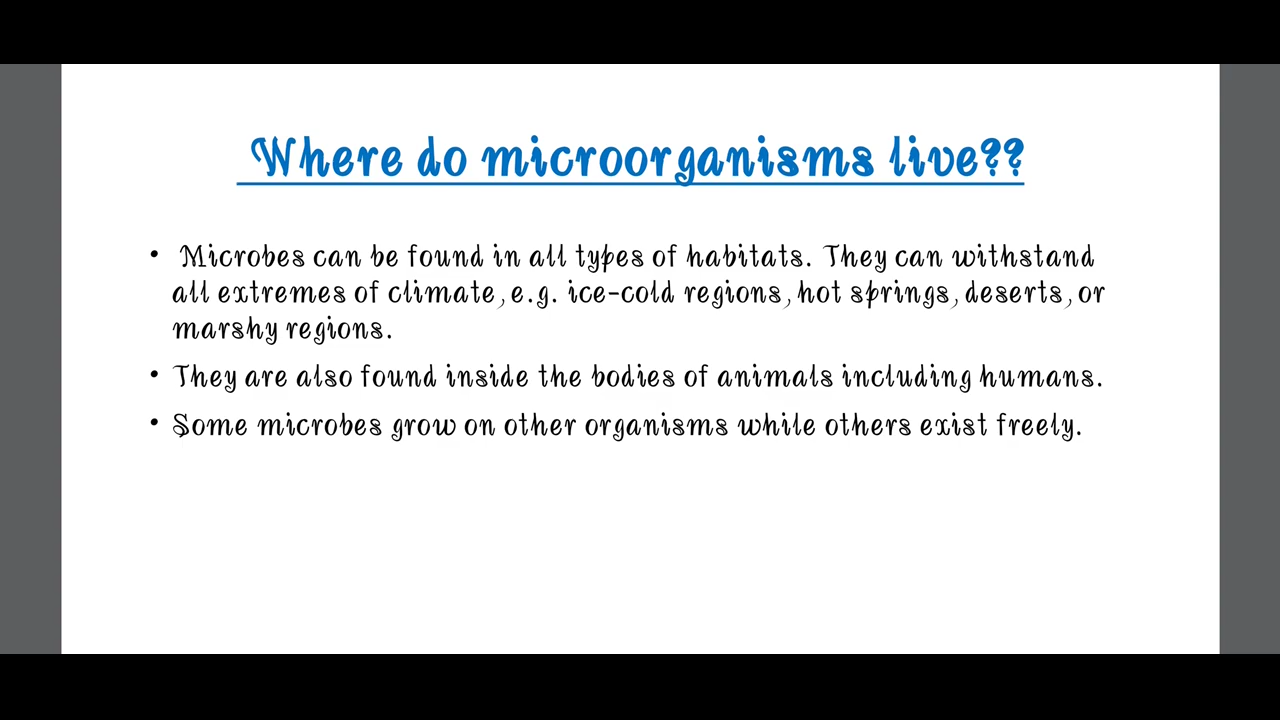 Where do microorganisms live??
• Microbes can be found in all types of habitats. They can withstand
all extremes of climate, e.g. ice-cold regions, hot springs, deserts, or
marshy regions.
• They are also found inside the bodies of animals including humans.
• Some microbes grow on other organisms while others exist freely.